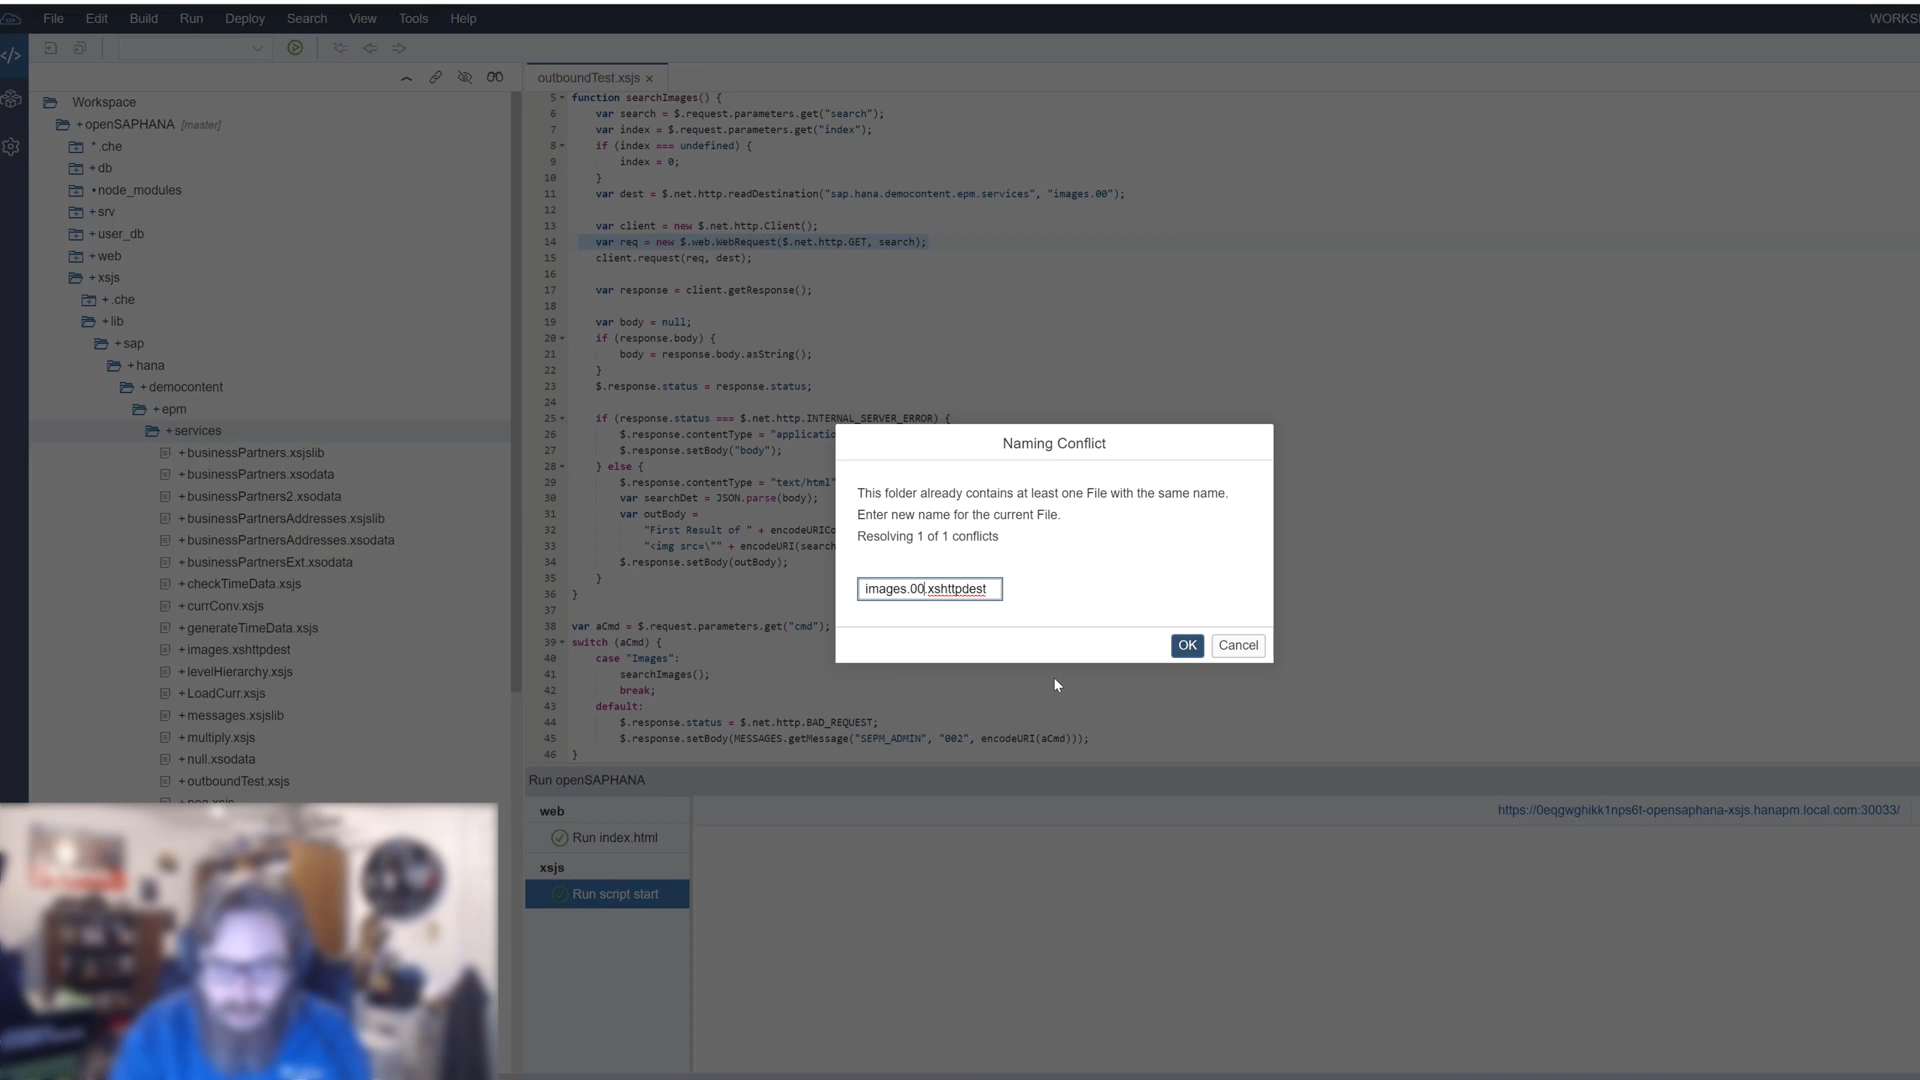 File Edit Build Run Deploy Search View Tools Help
outboundTest.xsjs ×
Workspace
+ openSAPHANA [master]
* .che
+ db
• node_modules
+ srv
+ user_db
+ web
+ xsjs
+ .che
+ lib
+ sap
+ hana
+ democontent
+ epm
+ services
+ businessPartners.xsjslib
+ businessPartners.xsodata
+ businessPartners2.xsodata
+ businessPartnersAddresses.xsjslib
+ businessPartnersAddresses.xsodata
+ businessPartnersExt.xsodata
+ checkTimeData.xsjs
+ currConv.xsjs
+ generateTimeData.xsjs
+ images.xshttpdest
+ levelHierarchy.xsjs
+ LoadCurr.xsjs
+ messages.xsjslib
+ multiply.xsjs
+ null.xsodata
+ outboundTest.xsjs
5 function searchImages() {
6 var search = $.request.parameters.get("search");
7 var index = $.request.parameters.get("index");
8 if (index === undefined) {
9 index = 0;
10 }
11 var dest = $.net.http.readDestination("sap.hana.democontent.epm.services", "images.00");
12
13 var client = new $.net.http.Client();
14 var req = new $.web.WebRequest($.net.http.GET, search);
15 client.request(req, dest);
16
17 var response = client.getResponse();
18
19 var body = null;
20 if (response.body) {
21 body = response.body.asString();
22 }
23 $.response.status = response.status;
24
25 if (response.status === $.net.http.INTERNAL_SERVER_ERROR) {
26 $.response.contentType = "applicatio
27 $.response.setBody("body");
28 } else {
29 $.response.contentType = "text/html"
30 var searchDet = JSON.parse(body);
31 var outBody =
32 "First Result of " + encodeURICo
33 "<img src=\"" + encodeURI(search
34 $.response.setBody(outBody);
35 }
36 }
37
38 var aCmd = $.request.parameters.get("cmd");
39 switch (aCmd) {
40 case "Images":
41 searchImages();
42 break;
43 default:
44 $.response.status = $.net.http.BAD_REQUEST;
45 $.response.setBody(MESSAGES.getMessage("SEPM_ADMIN", "002", encodeURI(aCmd)));
46 }
Naming Conflict
This folder already contains at least one File with the same name.
Enter new name for the current File.
Resolving 1 of 1 conflicts
images.00.xshttpdest
OK Cancel
Run openSAPHANA
web
Run index.html
xsjs
Run script start
https://0eqgwghikk1nps6t-opensaphana-xsjs.hanapm.local.com:30033/